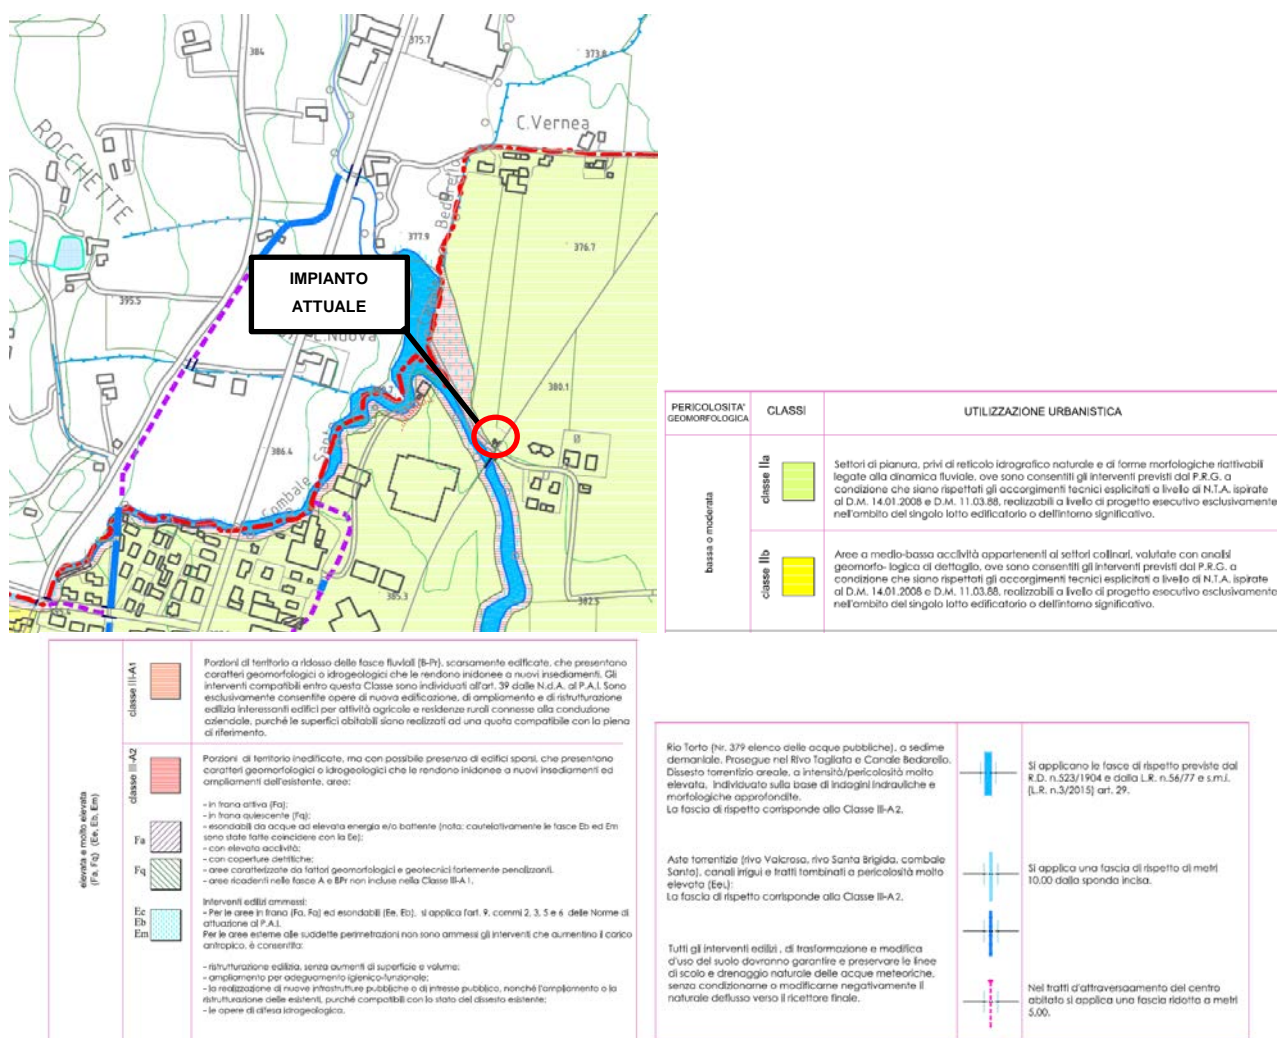 384
375.7
373.8
C.Vernea
ROCCHETTE
Bedarello
377.9
376.7
IMPIANTO
ATTUALE
395.5
C.Nuova
380.1
386.4
Combale Santo
385.3
382.5
PERICOLOSITA'
GEOMORFOLOGICA
CLASSI
UTILIZZAZIONE URBANISTICA
bassa o moderata
classe IIa
Settori di pianura, privi di reticolo idrografico naturale e di forme morfologiche riattivabili
legate alla dinamica fluviale, ove sono consentiti gli interventi previsti dal P.R.G. a
condizione che siano rispettati gli accorgimenti tecnici esplicitati a livello di N.T.A. ispirate
al D.M. 14.01.2008 e D.M. 11.03.88, realizzabili a livello di progetto esecutivo esclusivamente
nell'ambito del singolo lotto edificatorio o dell'intorno significativo.
classe IIb
Aree a medio-bassa acclività appartenenti ai settori collinari, valutate con analisi
geomorfo- logica di dettaglio, ove sono consentiti gli interventi previsti dal P.R.G. a
condizione che siano rispettati gli accorgimenti tecnici esplicitati a livello di N.T.A. ispirate
al D.M. 14.01.2008 e D.M. 11.03.88, realizzabili a livello di progetto esecutivo esclusivamente
nell'ambito del singolo lotto edificatorio o dell'intorno significativo.
elevata e molto elevata
(Fa, Fq) (Ee, Eb, Em)
classe III-A1
Porzioni di territorio a ridosso delle fasce fluviali (B-Pr), scarsamente edificate, che presentano
caratteri geomorfologici o idrogeologici che le rendono inidonee a nuovi insediamenti. Gli
interventi compatibili entro questa Classe sono individuati all'art. 39 dalle N.d.A. al P.A.I. Sono
esclusivamente consentite opere di nuova edificazione, di ampliamento e di ristrutturazione
edilizia interessanti edifici per attività agricole e residenze rurali connesse alla conduzione
aziendale, purché le superfici abitabili siano realizzati ad una quota compatibile con la piena
di riferimento.
classe III-A2
Porzioni di territorio inedificate, ma con possibile presenza di edifici sparsi, che presentano
caratteri geomorfologici o idrogeologici che le rendono inidonee a nuovi insediamenti ed
ampliamenti dell'esistente, aree:
- in frana attiva (Fa);
- in frana quiescente (Fq);
- esondabili da acque ad elevata energia e/o battente (nota: cautelativamente le fasce Eb ed Em
sono state fatte coincidere con la Ee);
- con elevata acclività;
- con coperture detritiche;
- aree caratterizzate da fattori geomorfologici e geotecnici fortemente penalizzanti.
- aree ricadenti nelle fasce A e BPr non incluse nella Classe III-A1.
Fa
Fq
Ee
Eb
Em
Interventi edilizi ammessi:
- Per le aree in frana (Fa, Fq) ed esondabili (Ee, Eb), si applica l'art. 9, commi 2, 3, 5 e 6 delle Norme di
attuazione al P.A.I.
Per le aree esterne alle suddette perimetrazioni non sono ammessi gli interventi che aumentino il carico
antropico, è consentito:
- ristrutturazione edilizia, senza aumenti di superficie e volume;
- ampliamento per adeguamento igienico-funzionale;
- la realizzazione di nuove infrastrutture pubbliche o di intresse pubblico, nonché l'ampliamento o la
ristrutturazione delle esistenti, purché compatibili con lo stato del dissesto esistente;
- le opere di difesa idrogeologica.
Rio Torto (Nr. 379 elenco delle acque pubbliche), a sedime
demaniale. Prosegue nel Rivo Tagliata e Canale Bedarello.
Dissesto torrentizio areale, a intensità/pericolosità molto
elevata, individuato sulla base di indagini indrauliche e
morfologiche approfondite.
La fascia di rispetto corrisponde alla Classe III-A2.
Si applicano le fasce di rispetto previste dal
R.D. n.523/1904 e dalla L.R. n.56/77 e s.m.i.
(L.R. n.3/2015) art. 29.
Aste torrentizie (rivo Valcrosa, rivo Santa Brigida, combale
Santo), canali irrigui e tratti tombinati a pericolosità molto
elevata (EeL):
La fascia di rispetto corrisponde alla Classe III-A2.
Si applica una fascia di rispetto di metri
10.00 dalla sponda incisa.
Tutti gli interventi edilizi , di trasformazione e modifica
d'uso del suolo dovranno garantire e preservare le linee
di scolo e drenaggio naturale delle acque meteoriche,
senza condizionarne o modificarne negativamente il
naturale deflusso verso il ricettore finale.
Nei tratti d'attraversaamento del centro
abitato si applica una fascia ridotta a metri
5.00.